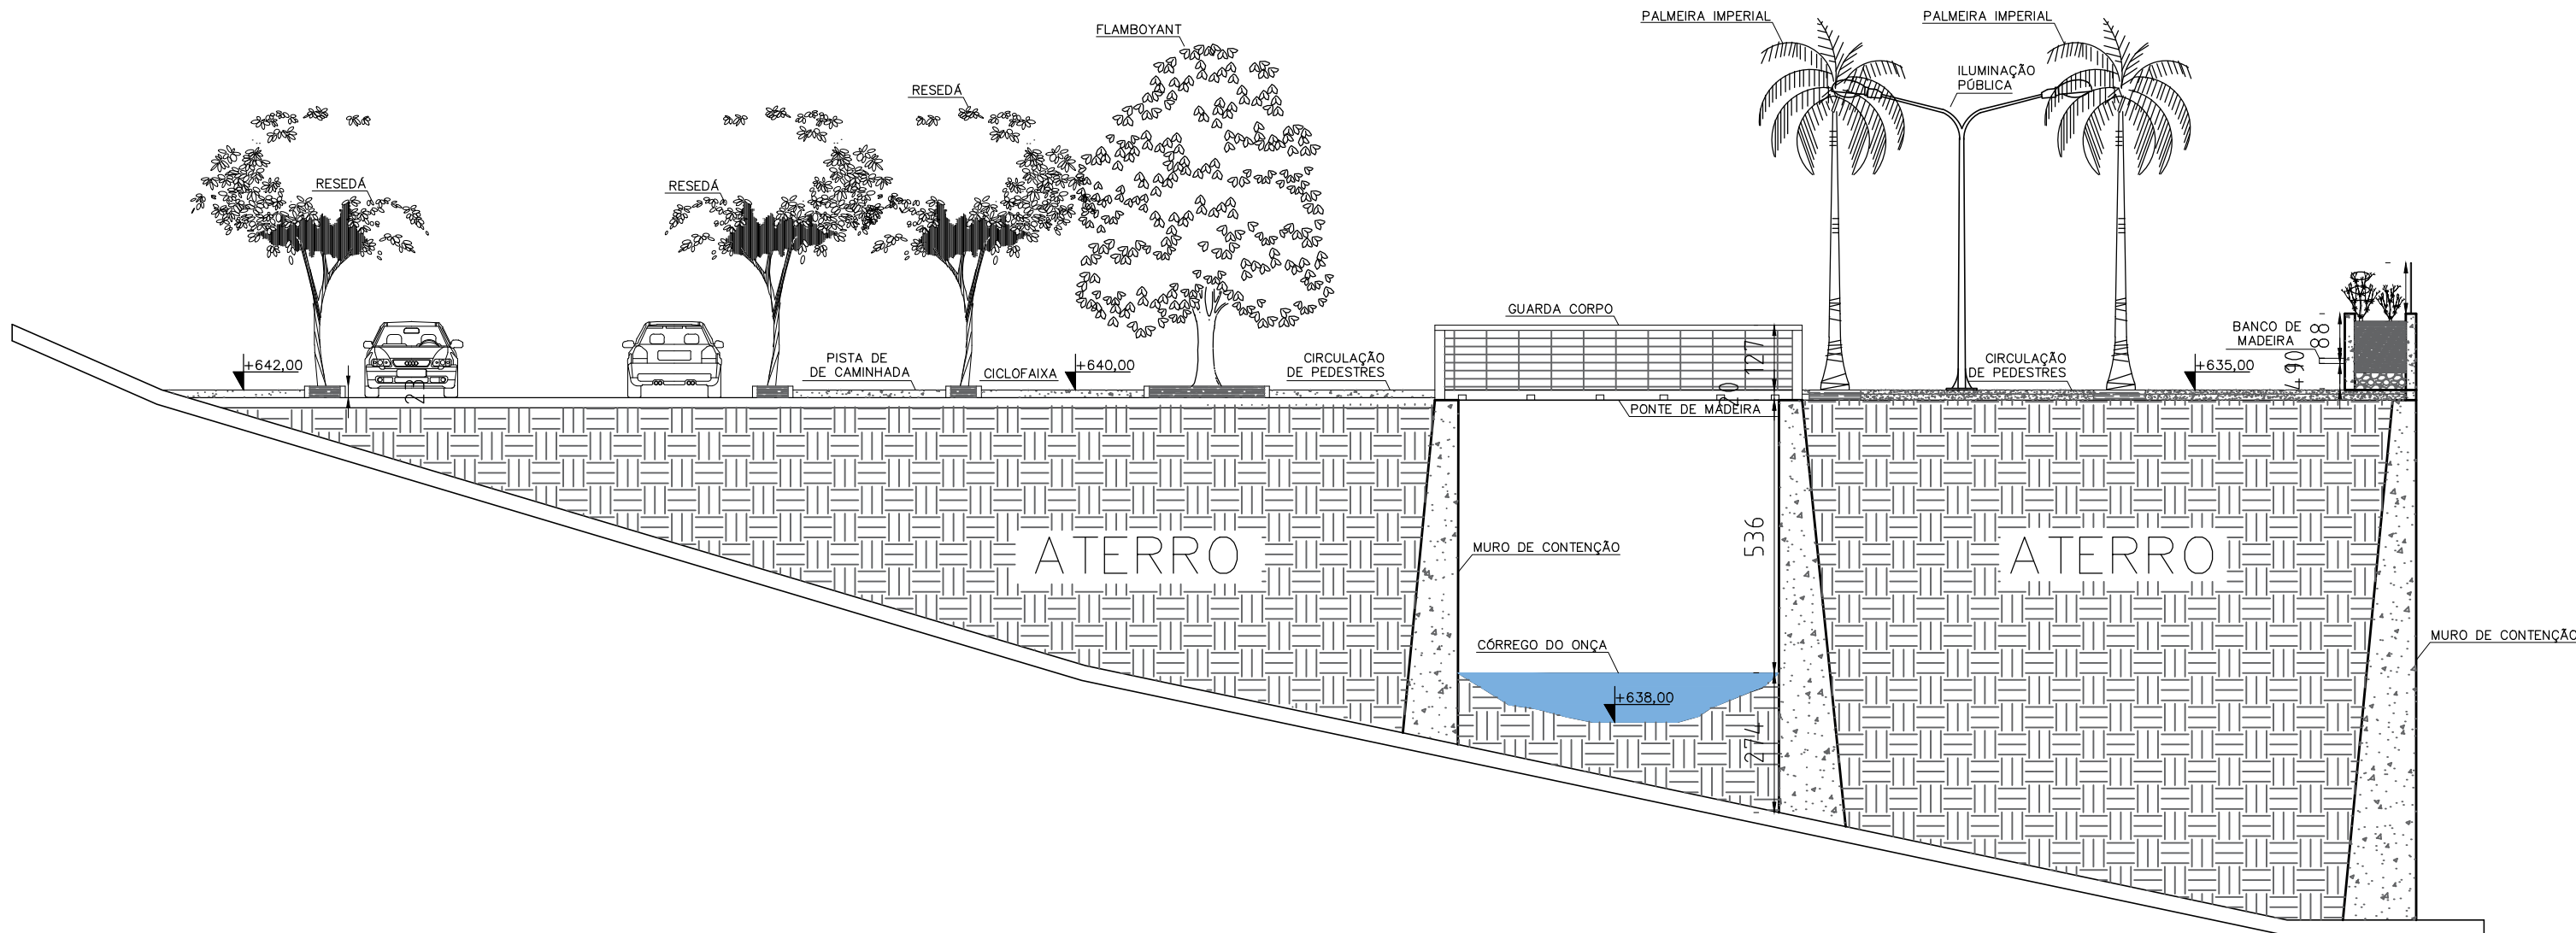 PALMEIRA IMPERIAL
PALMEIRA IMPERIAL
FLAMBOYANT
ILUMINAÇÃO
PÚBLICA
RESEDÁ
RESEDÁ
RESEDÁ
GUARDA CORPO
BANCO DE
MADEIRA
88
490
+642,00
PISTA DE
DE CAMINHADA
CICLOFAIXA
+640,00
CIRCULAÇÃO
DE PEDESTRES
127
20
CIRCULAÇÃO
DE PEDESTRES
+635,00
23
PONTE DE MADEIRA
ATERRO
MURO DE CONTENÇÃO
536
ATERRO
CÓRREGO DO ONÇA
MURO DE CONTENÇÃO
+638,00
274